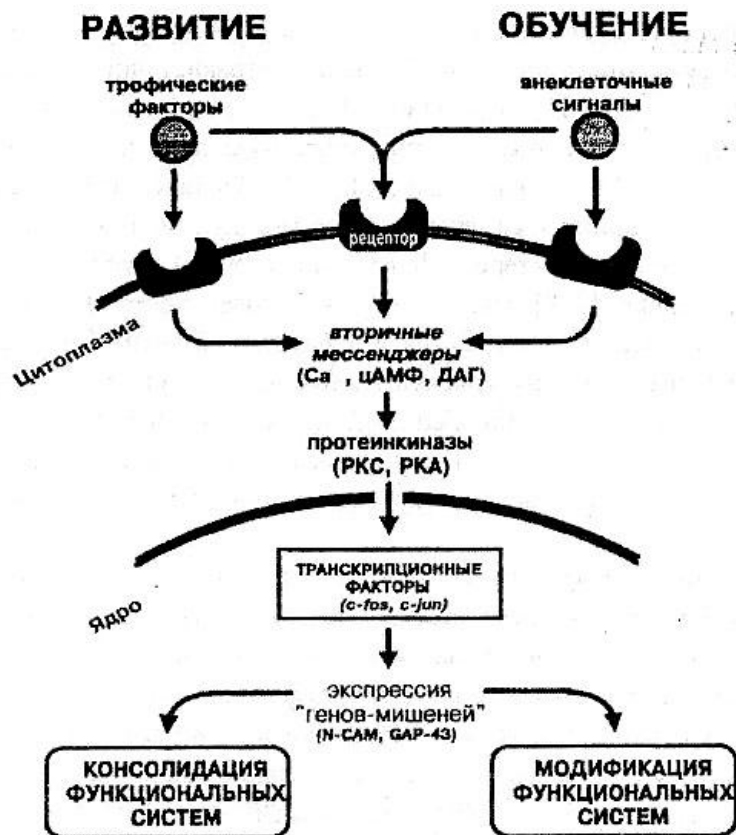 РАЗВИТИЕ
ОБУЧЕНИЕ
трофические
факторы
внеклеточные
сигналы
рецептор
Цитоплазма
вторичные
мессенджеры
(Ca , цАМФ, ДАГ)
протеинкиназы
(РКС, РКА)
Ядро
ТРАНСКРИПЦИОННЫЕ
ФАКТОРЫ
(c-fos, c-jun)
экспрессия
"генов-мишеней"
(N-CAM, GAP-43)
КОНСОЛИДАЦИЯ
ФУНКЦИОНАЛЬНЫХ
СИСТЕМ
МОДИФИКАЦИЯ
ФУНКЦИОНАЛЬНЫХ
СИСТЕМ